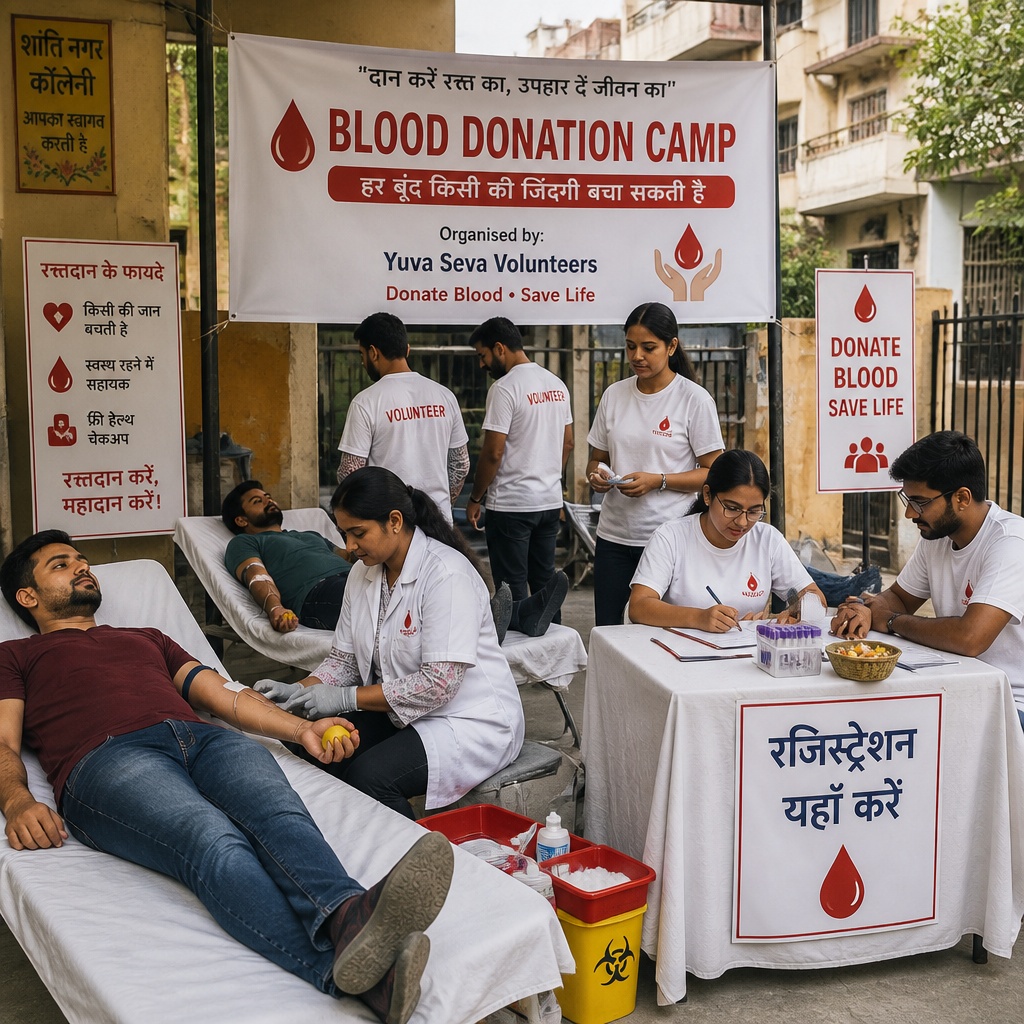 शांति नगर
कॉलेनी
आपका स्वागत
करती है
"दान करें रक्त का, उपहार दें जीवन का"
BLOOD DONATION CAMP
हर बूंद किसी की जिंदगी बचा सकती है
Organised by:
Yuva Seva Volunteers
Donate Blood • Save Life
रक्तदान के फायदे
किसी की जान
बचती है
स्वस्थ रहने में
सहायक
फ्री हेल्थ
चेकअप
रक्तदान करें,
महादान करें!
DONATE
BLOOD
SAVE LIFE
VOLUNTEER
VOLUNTEER
रजिस्ट्रेशन
यहाॅ करें